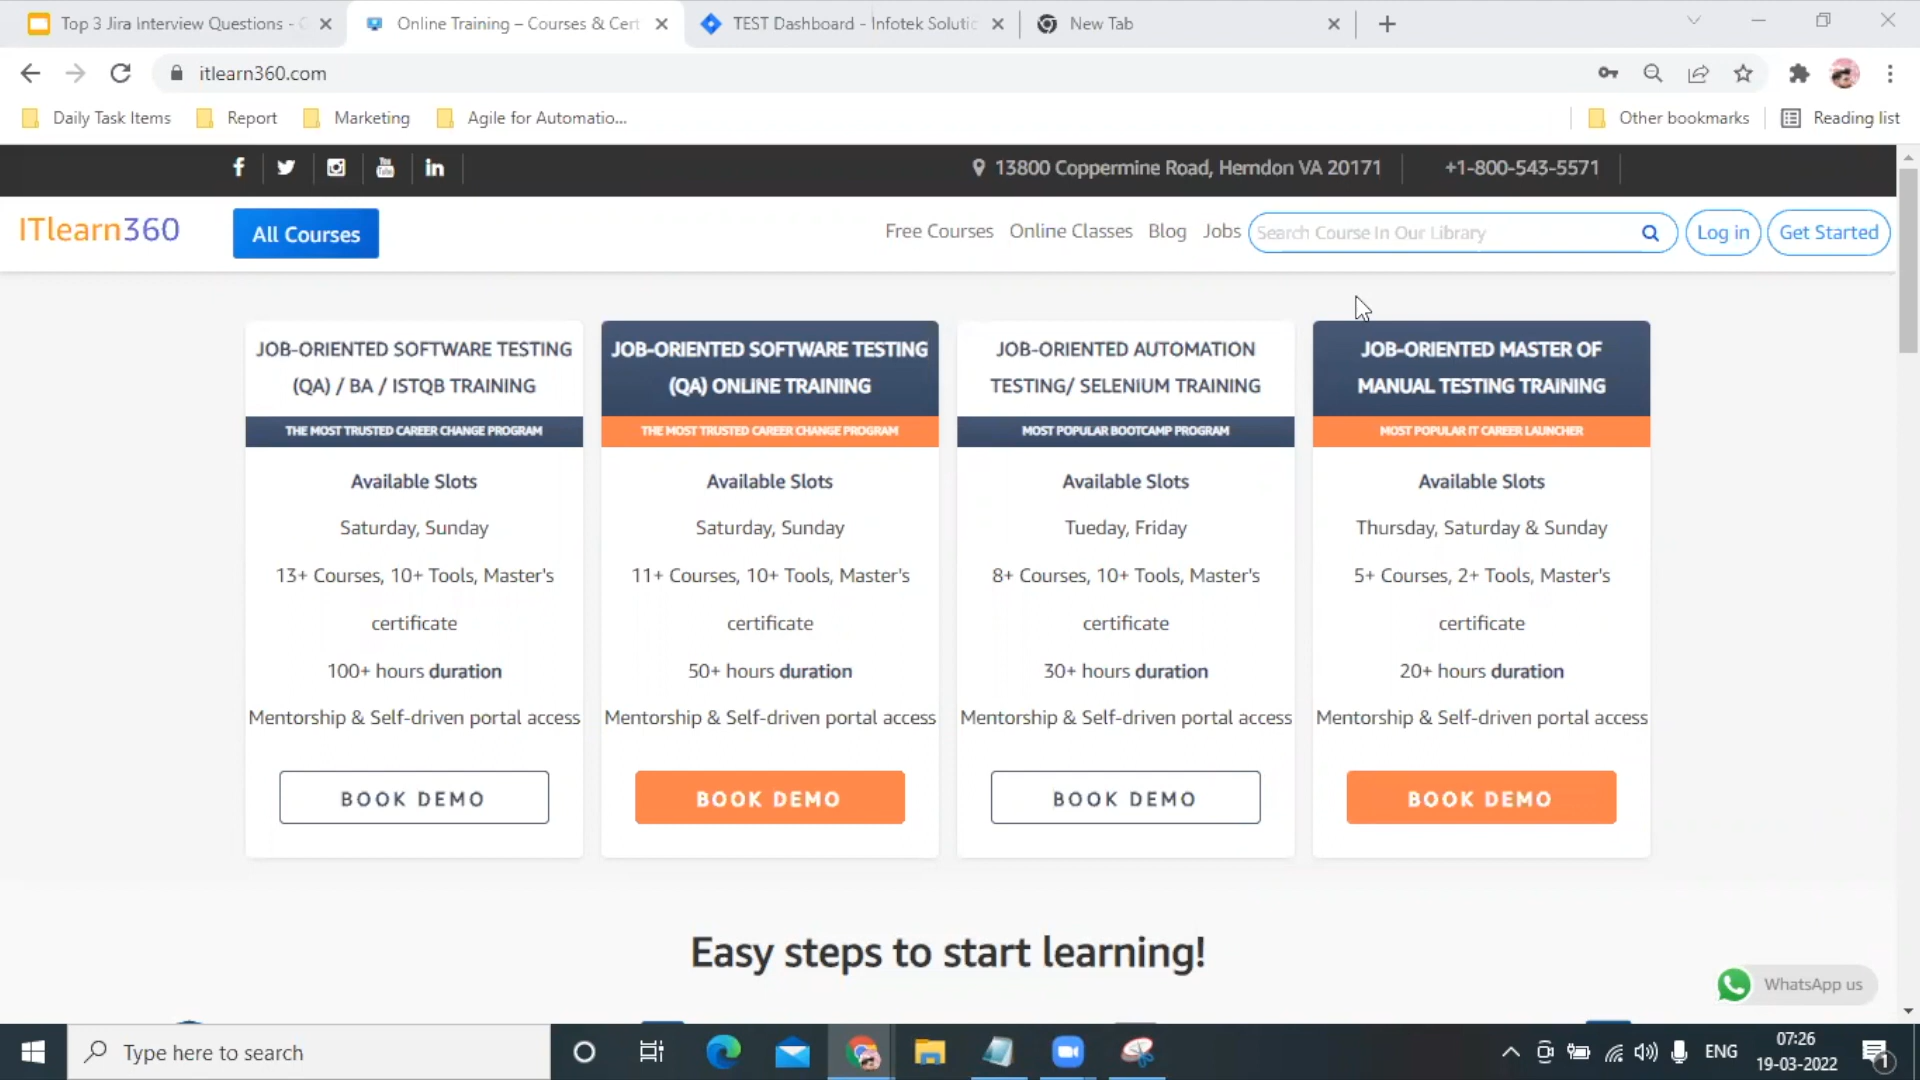 Top 3 Jira Interview Questions - G
Online Training – Courses & Cert
TEST Dashboard - Infotek Solutic
New Tab
itlearn360.com
Daily Task Items
Report
Marketing
Agile for Automatio...
Other bookmarks
Reading list
13800 Coppermine Road, Herndon VA 20171
+1-800-543-5571
ITlearn360
All Courses
Free Courses
Online Classes
Blog
Jobs
Search Course In Our Library
Log in
Get Started
JOB-ORIENTED SOFTWARE TESTING
(QA) / BA / ISTQB TRAINING
THE MOST TRUSTED CAREER CHANGE PROGRAM
Available Slots
Saturday, Sunday
13+ Courses, 10+ Tools, Master's
certificate
100+ hours duration
Mentorship & Self-driven portal access
BOOK DEMO
JOB-ORIENTED SOFTWARE TESTING
(QA) ONLINE TRAINING
THE MOST TRUSTED CAREER CHANGE PROGRAM
Available Slots
Saturday, Sunday
11+ Courses, 10+ Tools, Master's
certificate
50+ hours duration
Mentorship & Self-driven portal access
BOOK DEMO
JOB-ORIENTED AUTOMATION
TESTING/ SELENIUM TRAINING
MOST POPULAR BOOTCAMP PROGRAM
Available Slots
Tueday, Friday
8+ Courses, 10+ Tools, Master's
certificate
30+ hours duration
Mentorship & Self-driven portal access
BOOK DEMO
JOB-ORIENTED MASTER OF
MANUAL TESTING TRAINING
MOST POPULAR IT CAREER LAUNCHER
Available Slots
Thursday, Saturday & Sunday
5+ Courses, 2+ Tools, Master's
certificate
20+ hours duration
Mentorship & Self-driven portal access
BOOK DEMO
Easy steps to start learning!
WhatsApp us
Type here to search
ENG
07:26
19-03-2022
1